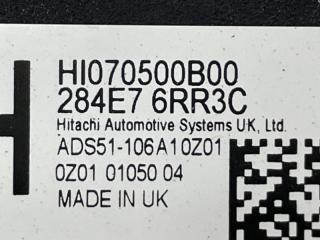 HI070500B00
284E7 6RR3C
Hitachi Automotive Systems UK, Ltd.
ADS51-106A10Z01
0Z01 01050 04
MADE IN UK